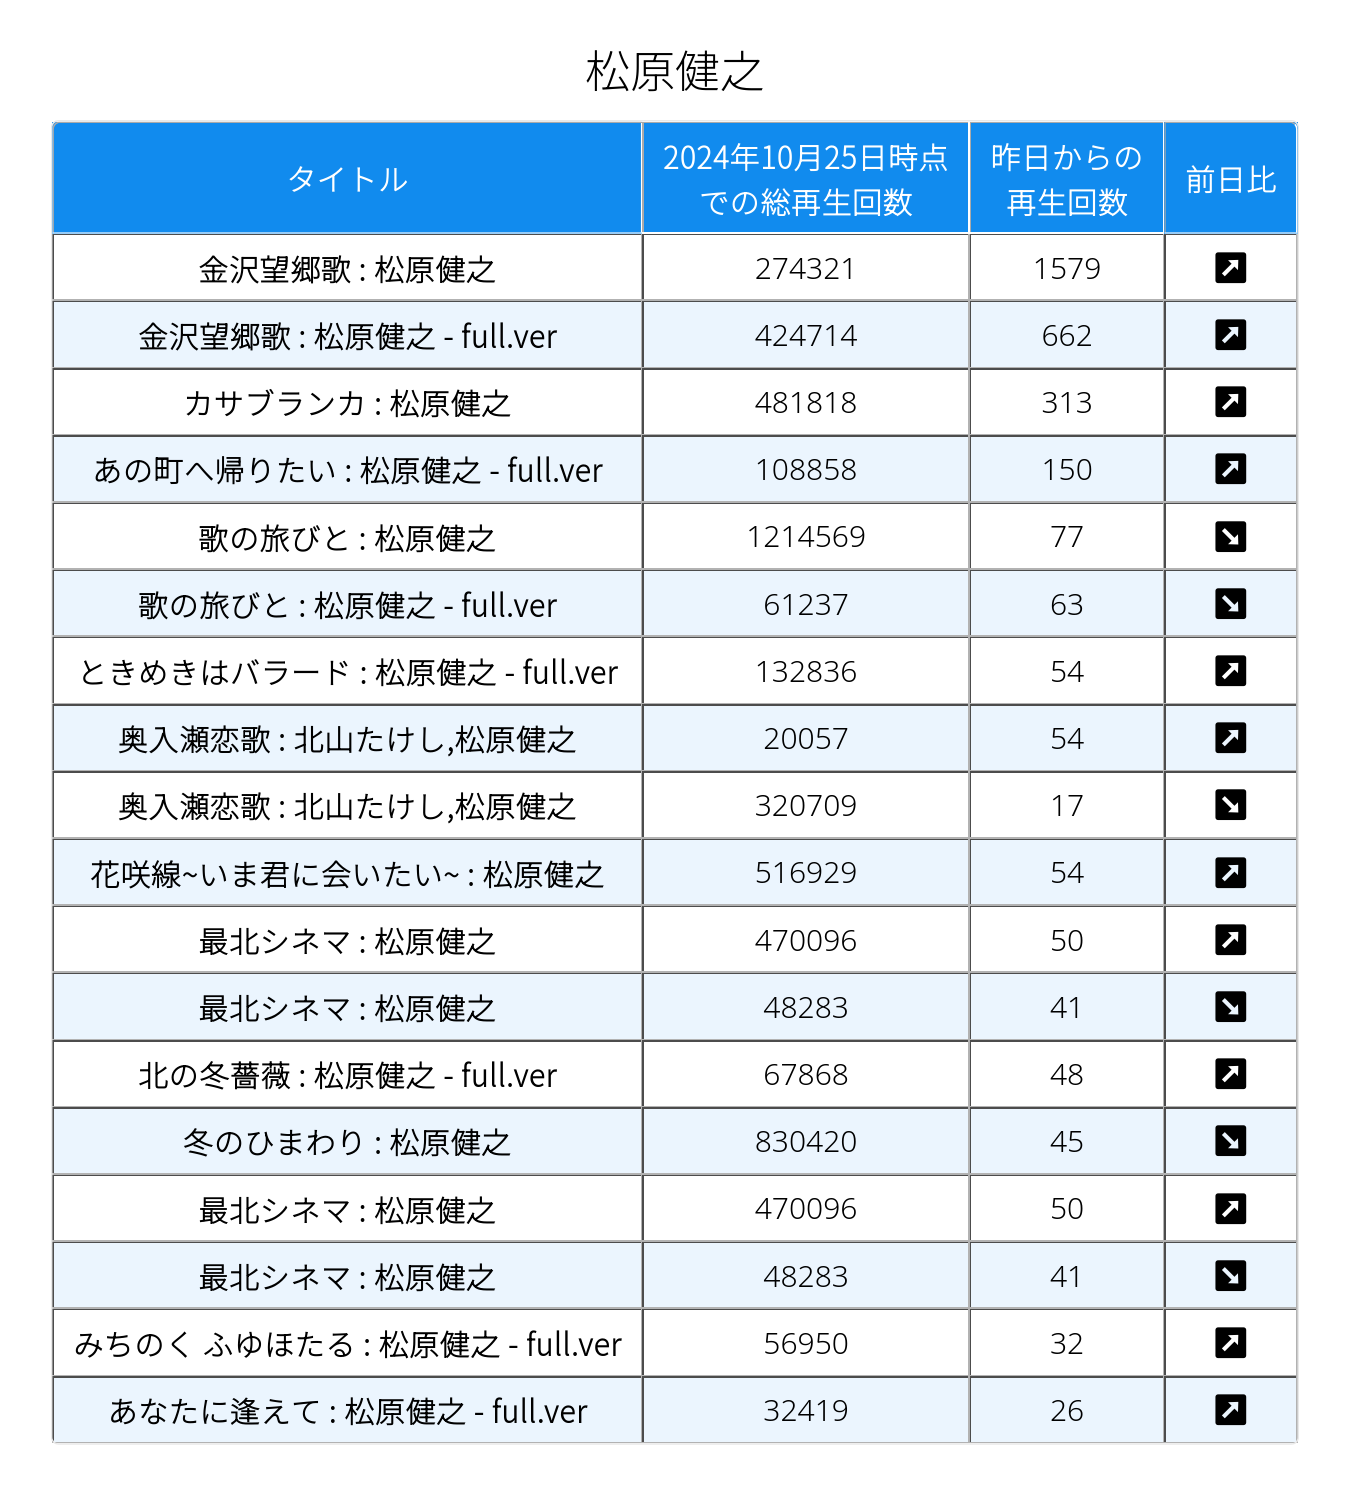 松原健之
タイトル 2024年10月25日時点での総再生回数 昨日からの再生回数 前日比
金沢望郷歌 : 松原健之 274321 1579 ↗
金沢望郷歌 : 松原健之 - full.ver 424714 662 ↗
カサブランカ : 松原健之 481818 313 ↗
あの町へ帰りたい : 松原健之 - full.ver 108858 150 ↗
歌の旅びと : 松原健之 1214569 77 ↘
歌の旅びと : 松原健之 - full.ver 61237 63 ↘
ときめきはバラード : 松原健之 - full.ver 132836 54 ↗
奥入瀬恋歌 : 北山たけし,松原健之 20057 54 ↗
奥入瀬恋歌 : 北山たけし,松原健之 320709 17 ↘
花咲線~いま君に会いたい~ : 松原健之 516929 54 ↗
最北シネマ : 松原健之 470096 50 ↗
最北シネマ : 松原健之 48283 41 ↘
北の冬薔薇 : 松原健之 - full.ver 67868 48 ↗
冬のひまわり : 松原健之 830420 45 ↘
最北シネマ : 松原健之 470096 50 ↗
最北シネマ : 松原健之 48283 41 ↘
みちのく ふゆほたる : 松原健之 - full.ver 56950 32 ↗
あなたに逢えて : 松原健之 - full.ver 32419 26 ↗